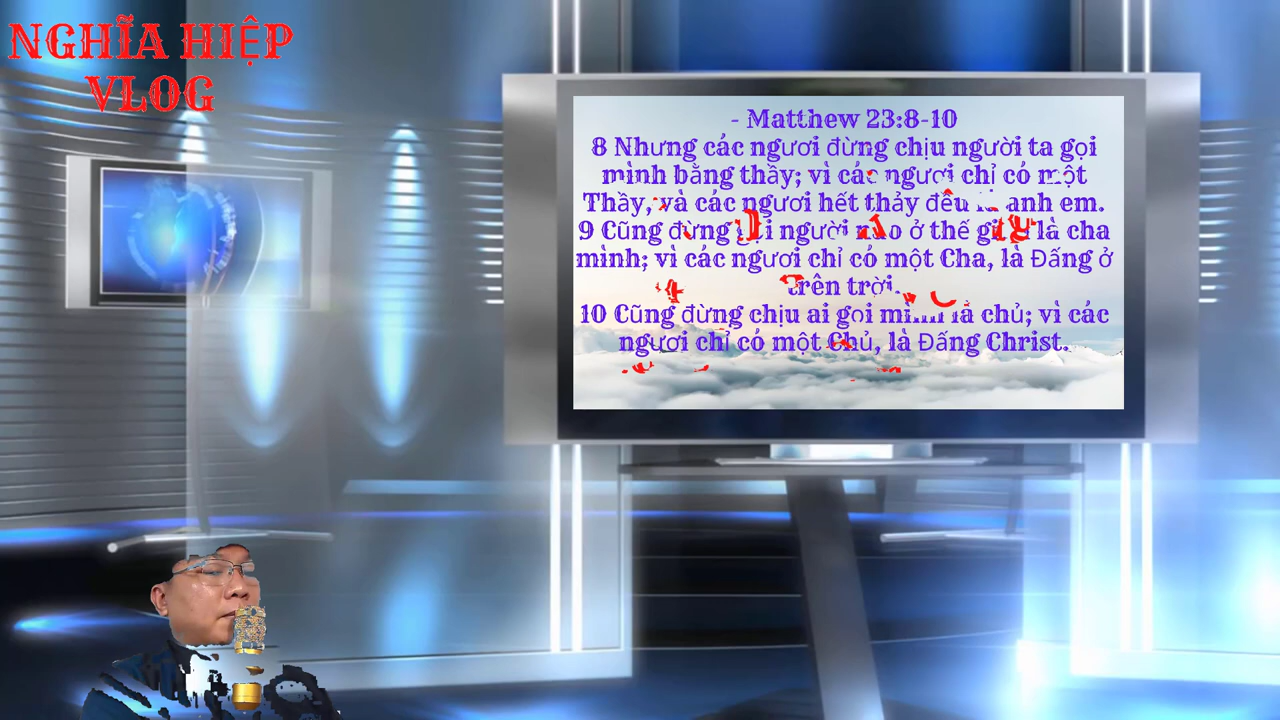 NGHĨA HIỆP
VLOG
- Matthew 23:8-10
8 Nhưng các ngươi đừng chịu người ta gọi
mình bằng thầy; vì các ngươi chỉ có một
Thầy, và các ngươi hết thảy đều anh em.
9 Cũng đừng người ở thế là cha
mình; vì các ngươi chỉ có một Cha, là Đấng ở
trên trời.
10 Cũng đừng chịu ai gọi mình là chủ; vì các
ngươi chỉ có một Chủ, là Đấng Christ.